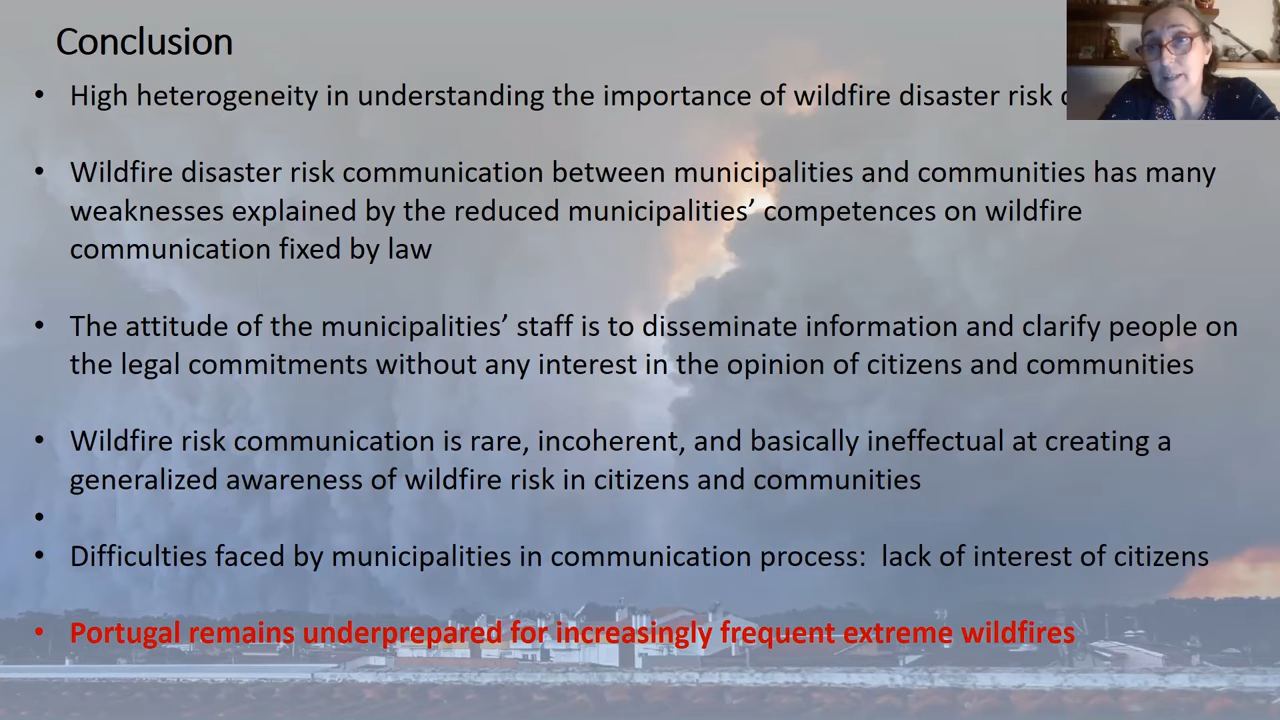 Conclusion
• High heterogeneity in understanding the importance of wildfire disaster risk
• Wildfire disaster risk communication between municipalities and communities has many
weaknesses explained by the reduced municipalities’ competences on wildfire
communication fixed by law
• The attitude of the municipalities’ staff is to disseminate information and clarify people on
the legal commitments without any interest in the opinion of citizens and communities
• Wildfire risk communication is rare, incoherent, and basically ineffectual at creating a
generalized awareness of wildfire risk in citizens and communities
•
• Difficulties faced by municipalities in communication process:  lack of interest of citizens
• Portugal remains underprepared for increasingly frequent extreme wildfires